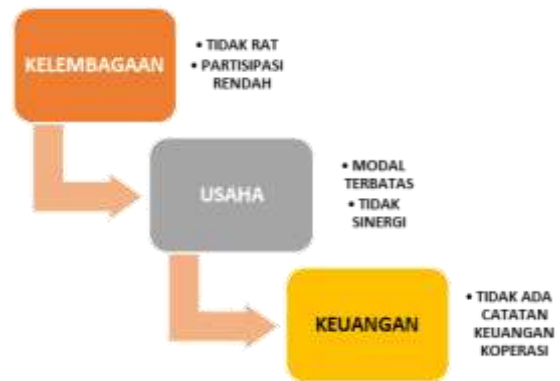 KELEMBAGAAN
• TIDAK RAT
• PARTISIPASI
RENDAH
USAHA
• MODAL
TERBATAS
• TIDAK
SINERGI
KEUANGAN
• TIDAK ADA
CATATAN
KEUANGAN
KOPERASI